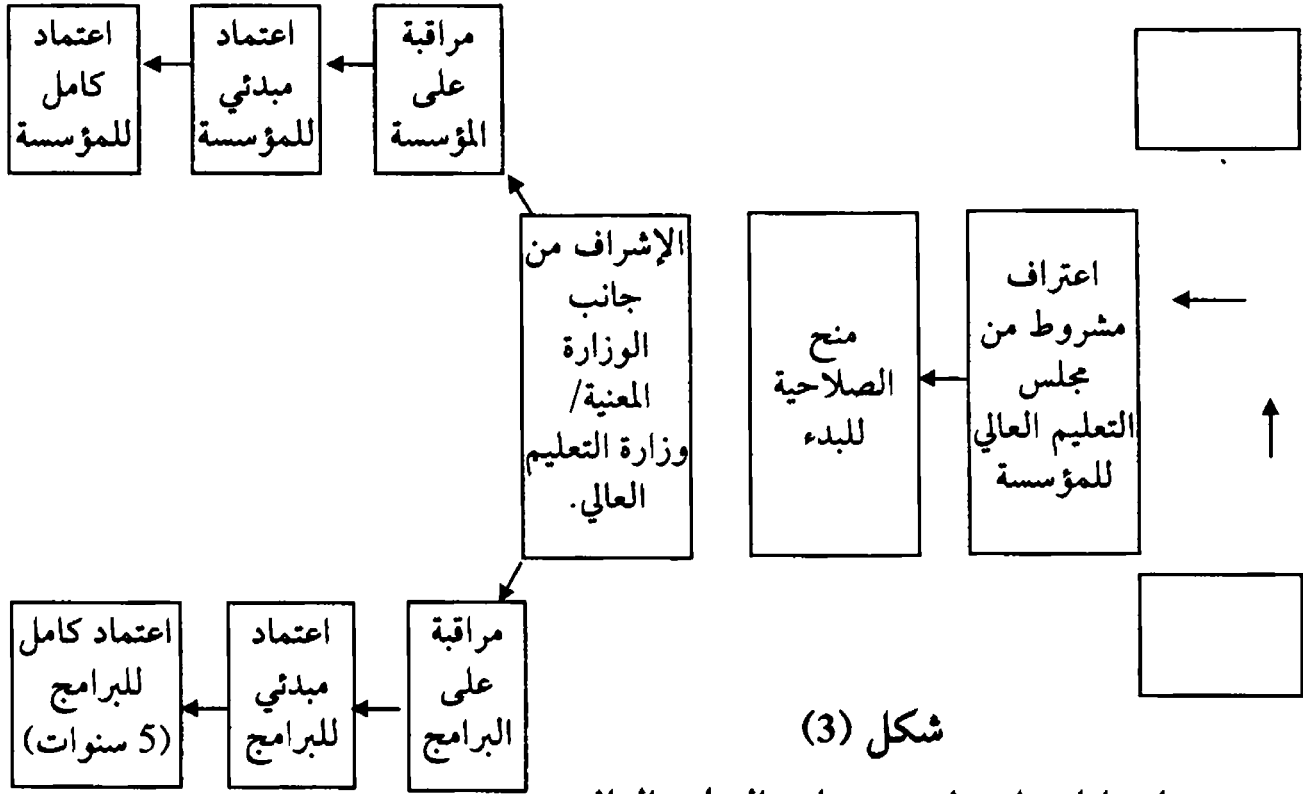 اعتراف
مشروط من
مجلس
التعليم العالي
للمؤسسة
منح
الصلاحية
للبدء
الإشراف من
جانب
الوزارة
المعنية/
وزارة التعليم
العالي.
مراقبة
على
المؤسسة
اعتماد
مبدئي
للمؤسسة
اعتماد
كامل
للمؤسسة
مراقبة
على
البرامج
اعتماد
مبدئي
للبرامج
اعتماد كامل
للبرامج
(5 سنوات)
شكل (3)